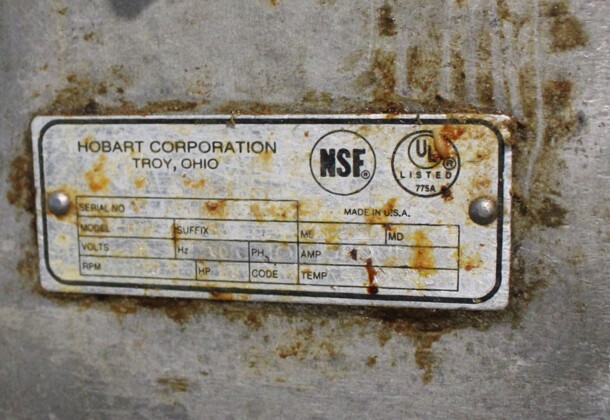 HOBART CORPORATION
TROY, OHIO
NSF®
UL®
LISTED
775A
SERIAL NO
MADE IN U.S.A.
MODEL SUFFIX ML MD
VOLTS Hz PH AMP
RPM HP CODE TEMP